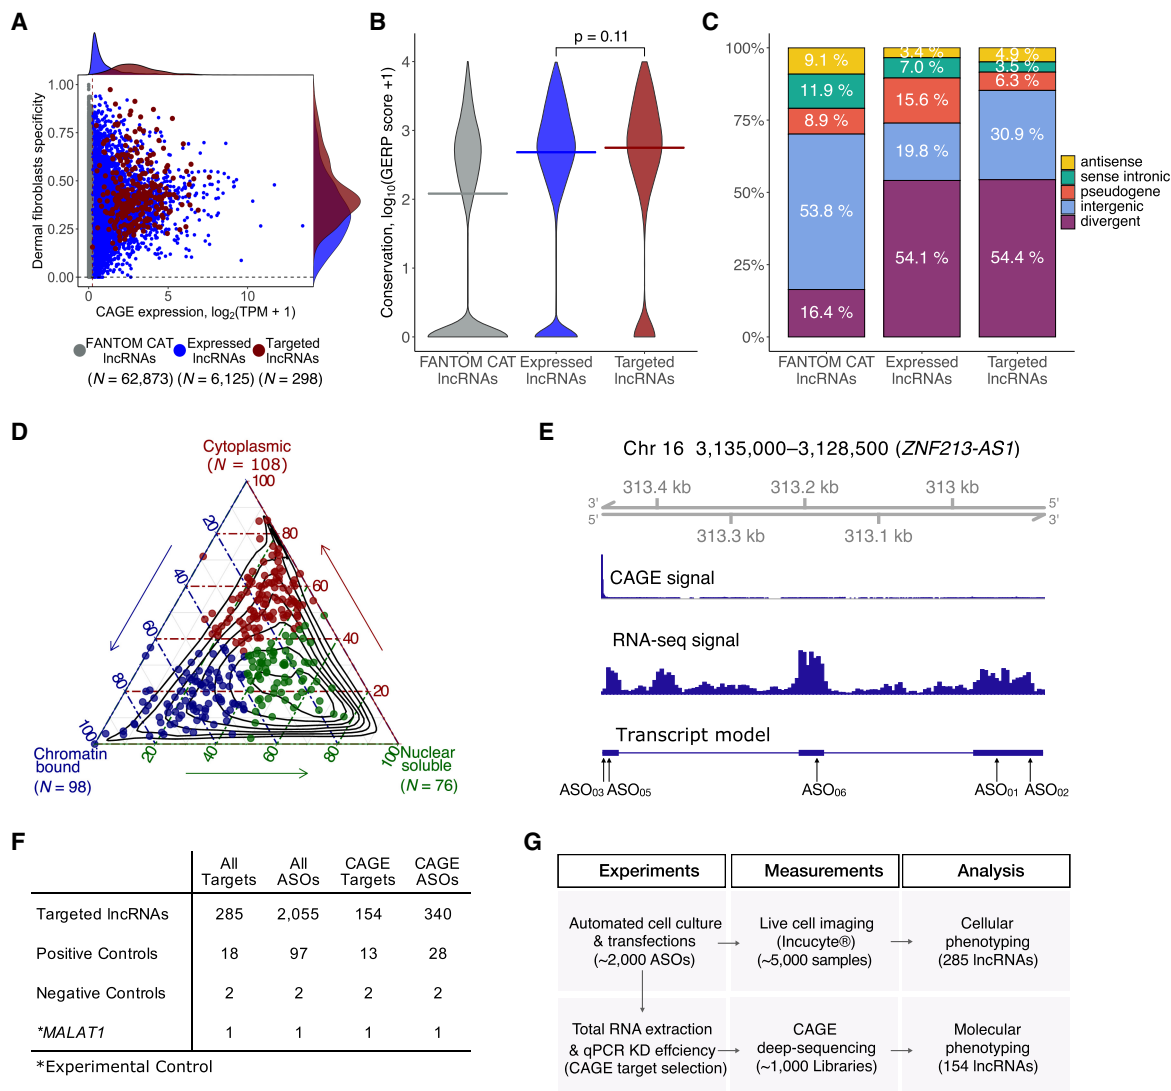 A
1.00
0.75
0.50
0.25
0.00
Dermal fibroblasts specificity
0
5
10
CAGE expression, log2(TPM + 1)
FANTOM CAT lncRNAs
Expressed lncRNAs
Targeted lncRNAs
(N = 62,873) (N = 6,125) (N = 298)
B
p = 0.11
4
3
2
1
0
Conservation, log10(GERP score +1)
FANTOM CAT lncRNAs
Expressed lncRNAs
Targeted lncRNAs
C
100%
75%
50%
25%
0%
9.1 %
11.9 %
8.9 %
53.8 %
16.4 %
3.4 %
7.0 %
15.6 %
19.8 %
54.1 %
4.9 %
3.5 %
6.3 %
30.9 %
54.4 %
FANTOM CAT lncRNAs
Expressed lncRNAs
Targeted lncRNAs
antisense
sense intronic
pseudogene
intergenic
divergent
D
Cytoplasmic
(N = 108)
100
80
60
40
20
20
40
60
80
100
20
40
60
80
100
Chromatin
bound
(N = 98)
Nuclear
soluble
(N = 76)
E
Chr 16 3,135,000–3,128,500 (ZNF213-AS1)
313.4 kb
313.2 kb
313 kb
3'
5'
5'
3'
313.3 kb
313.1 kb
CAGE signal
RNA-seq signal
Transcript model
ASO03 ASO05
ASO06
ASO01 ASO02
F
All Targets
All ASOs
CAGE Targets
CAGE ASOs
Targeted lncRNAs 285 2,055 154 340
Positive Controls 18 97 13 28
Negative Controls 2 2 2 2
*MALAT1 1 1 1 1
*Experimental Control
G
Experiments
Measurements
Analysis
Automated cell culture
& transfections
(~2,000 ASOs)
Live cell imaging
(Incucyte®)
(~5,000 samples)
Cellular
phenotyping
(285 lncRNAs)
Total RNA extraction
& qPCR KD effciency
(CAGE target selection)
CAGE
deep-sequencing
(~1,000 Libraries)
Molecular
phenotyping
(154 lncRNAs)